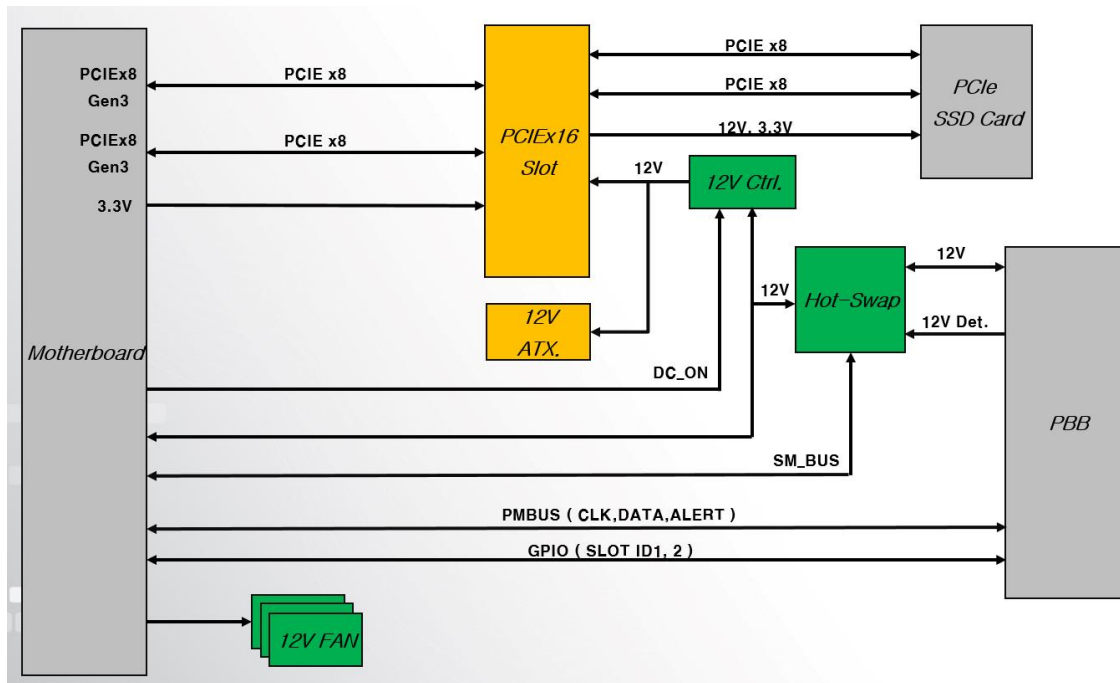 PCIEx8
Gen3
PCIE x8
PCIEx8
Gen3
PCIE x8
3.3V
Motherboard
PCIEx16
Slot
PCIE x8
PCIE x8
12V, 3.3V
PCIe
SSD Card
12V
12V Ctrl.
12V
ATX.
12V
Hot-Swap
12V
12V Det.
PBB
DC_ON
SM_BUS
PMBUS ( CLK,DATA,ALERT )
GPIO ( SLOT ID1, 2 )
12V FAN